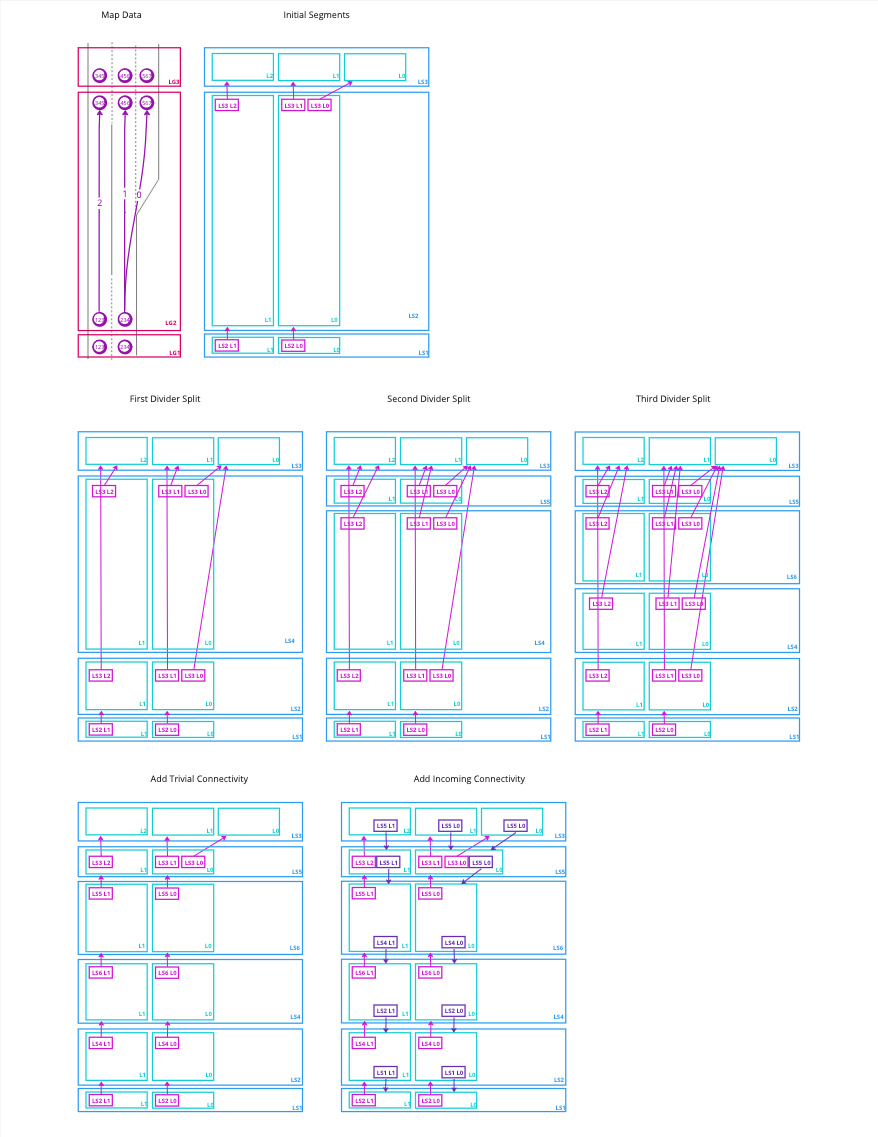 Map Data
Initial Segments
LG3
L2
L1
L0
LS3
LS3 L2
LS3 L1
LS3 L0
2
1
0
LG2
L1
L0
LS2
LG1
LS2 L1
L1
LS2 L0
L0
LS1
First Divider Split
Second Divider Split
Third Divider Split
L2
L1
L0
LS3
LS3 L2
LS3 L1
LS3 L0
L1
L0
LS4
LS3 L2
LS3 L1
LS3 L0
L1
L0
LS2
LS2 L1
L1
LS2 L0
L0
LS1
L2
L1
L0
LS3
LS3 L2
L1
LS3 L1
LS3 L0
L0
LS5
LS3 L2
LS3 L1
LS3 L0
L1
L0
LS4
LS3 L2
LS3 L1
LS3 L0
L1
L0
LS2
LS2 L1
L1
LS2 L0
L0
LS1
L2
L1
L0
LS3
LS3 L2
L1
LS3 L1
LS3 L0
L0
LS5
LS3 L2
LS3 L1
LS3 L0
L1
L0
LS6
LS3 L2
LS3 L1
LS3 L0
L1
L0
LS4
LS3 L2
LS3 L1
LS3 L0
L1
L0
LS2
LS2 L1
L1
LS2 L0
L0
LS1
Add Trivial Connectivity
Add Incoming Connectivity
L2
L1
L0
LS3
LS3 L2
L1
LS3 L1
LS3 L0
L0
LS5
LS5 L1
LS5 L0
L1
L0
LS6
LS6 L1
LS6 L0
L1
L0
LS4
LS4 L1
LS4 L0
L1
L0
LS2
LS2 L1
L1
LS2 L0
L0
LS1
LS5 L1
L2
LS5 L0
L1
LS5 L0
L0
LS3
LS3 L2
LS5 L1
L1
LS3 L1
LS3 L0
LS5 L0
L0
LS5
LS5 L1
LS5 L0
LS4 L1
L1
LS4 L0
L0
LS6
LS6 L1
LS6 L0
LS2 L1
L1
LS2 L0
L0
LS4
LS4 L1
LS4 L0
LS1 L1
L1
LS1 L0
L0
LS2
LS2 L1
L1
LS2 L0
L0
LS1